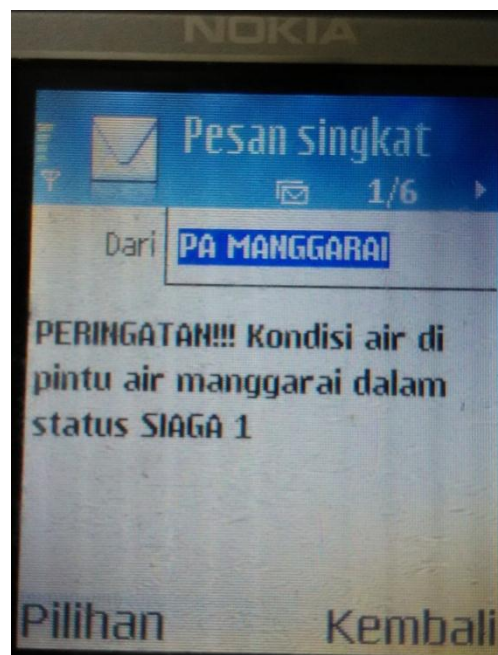 NOKIA
Pesan singkat
1/6
Dari PA MANGGARAI
PERINGATAN!!! Kondisi air di
pintu air manggarai dalam
status SIAGA 1
Pilihan Kembali